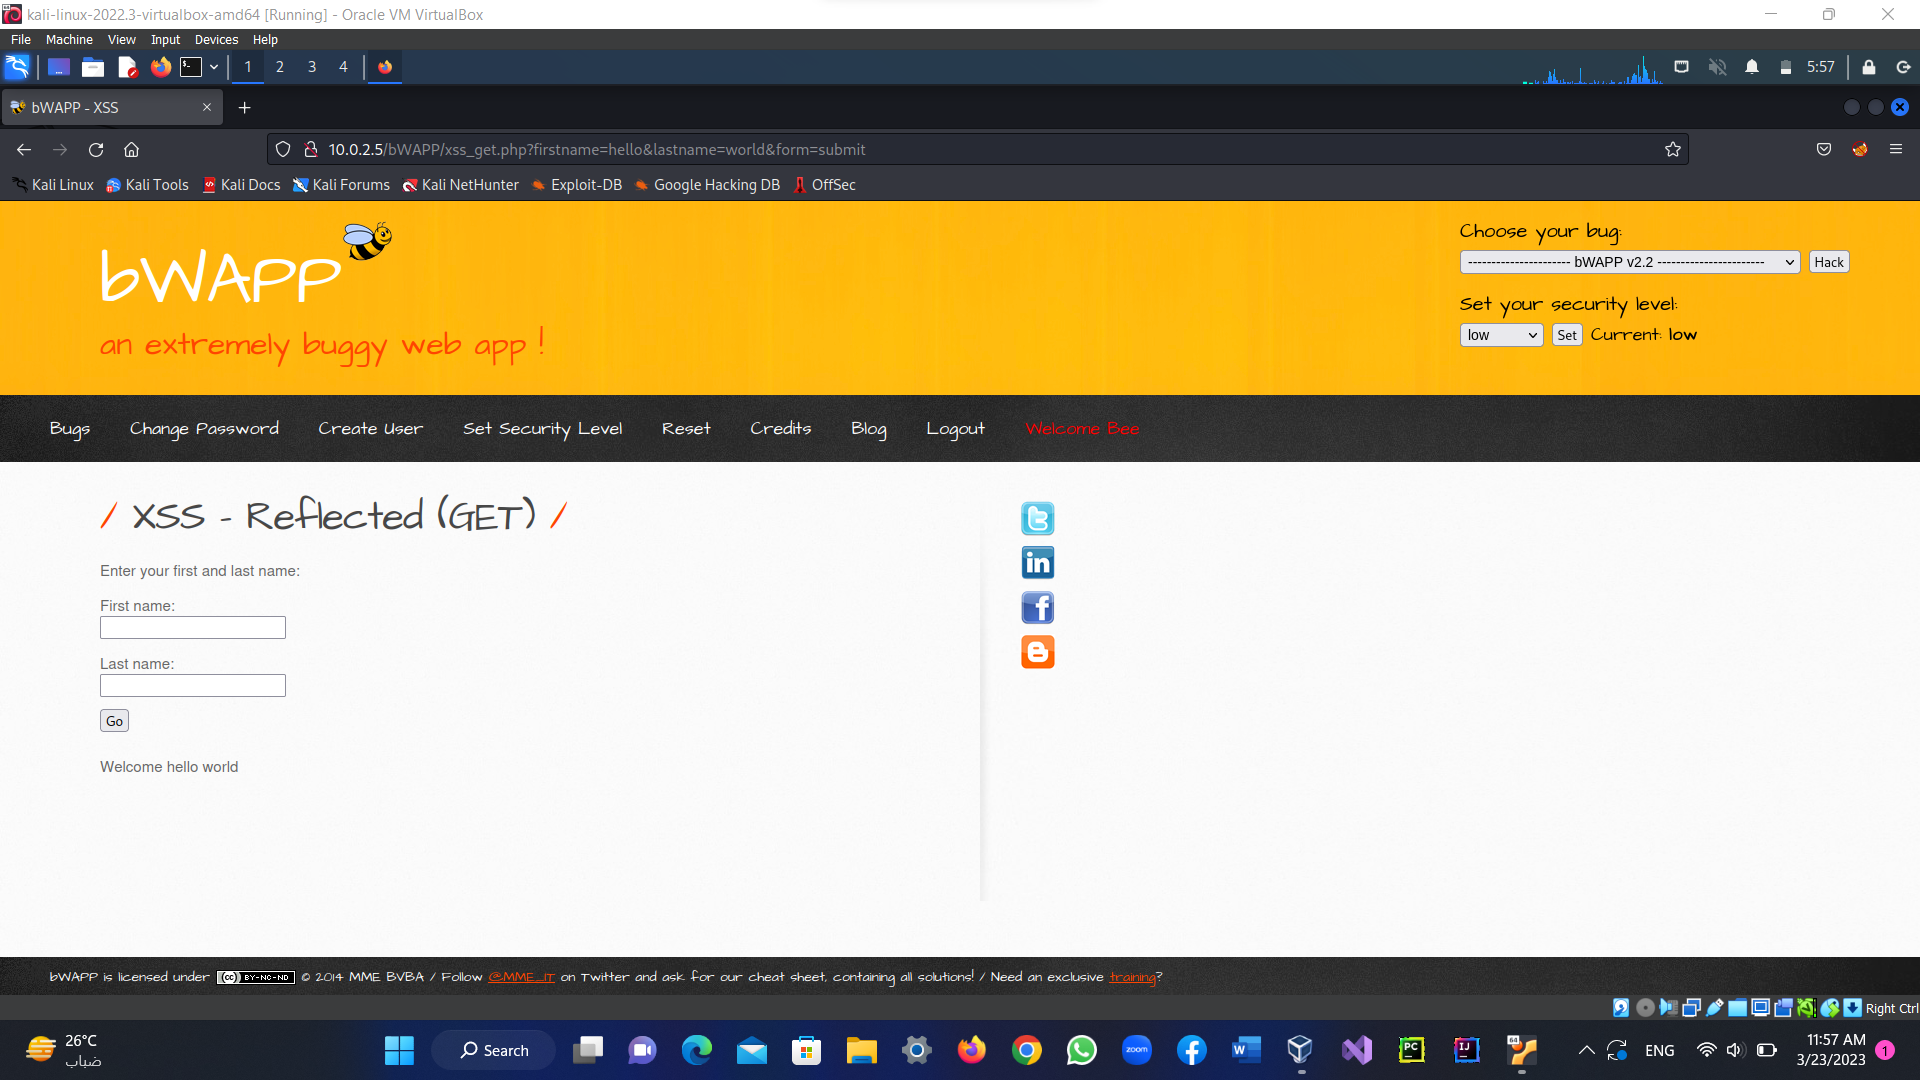 kali-linux-2022.3-virtualbox-amd64 [Running] - Oracle VM VirtualBox
File Machine View Input Devices Help
1 2 3 4
5:57
bWAPP - XSS
10.0.2.5/bWAPP/xss_get.php?firstname=hello&lastname=world&form=submit
Kali Linux Kali Tools Kali Docs Kali Forums Kali NetHunter Exploit-DB Google Hacking DB OffSec
bWAPP
an extremely buggy web app !
Choose your bug:
---------------------- bWAPP v2.2 ----------------------- Hack
Set your security level:
low Set Current: low
Bugs Change Password Create User Set Security Level Reset Credits Blog Logout Welcome Bee
/ XSS - Reflected (GET) /
Enter your first and last name:
First name:
Last name:
Go
Welcome hello world
bWAPP is licensed under (cc) BY-NC-ND © 2014 MME BVBA / Follow @MME_IT on Twitter and ask for our cheat sheet, containing all solutions! / Need an exclusive training?
Right Ctrl
26°C
ضباب
Search
zoom
ENG
11:57 AM
3/23/2023
1